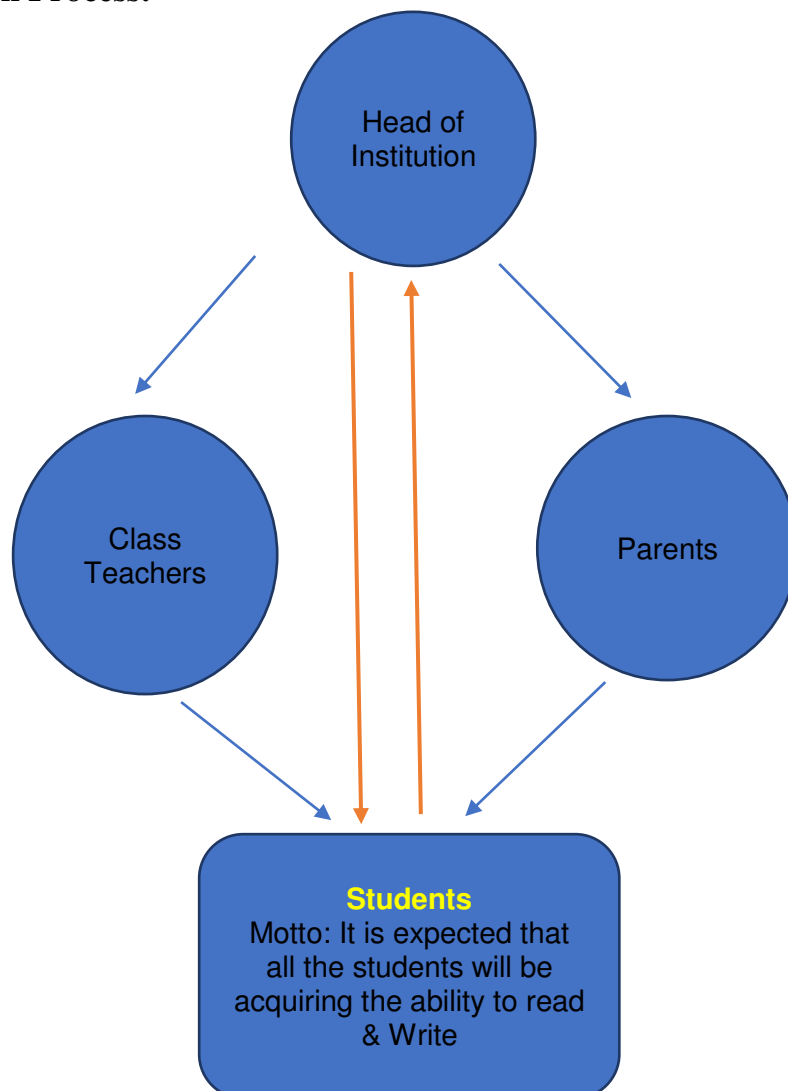 Process:
Head of
Institution
Class
Teachers
Parents
Students
Motto: It is expected that
all the students will be
acquiring the ability to read
& Write